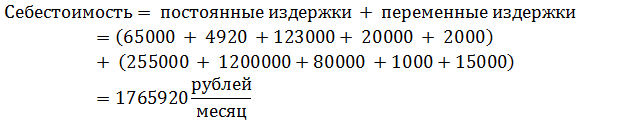 Себестоимость = постоянные издержки + переменные издержки
= (65000 + 4920 +123000+ 20000 + 2000)
+ (255000 + 1200000+80000 +1000+15000)
= 1765920 рублей/месяц